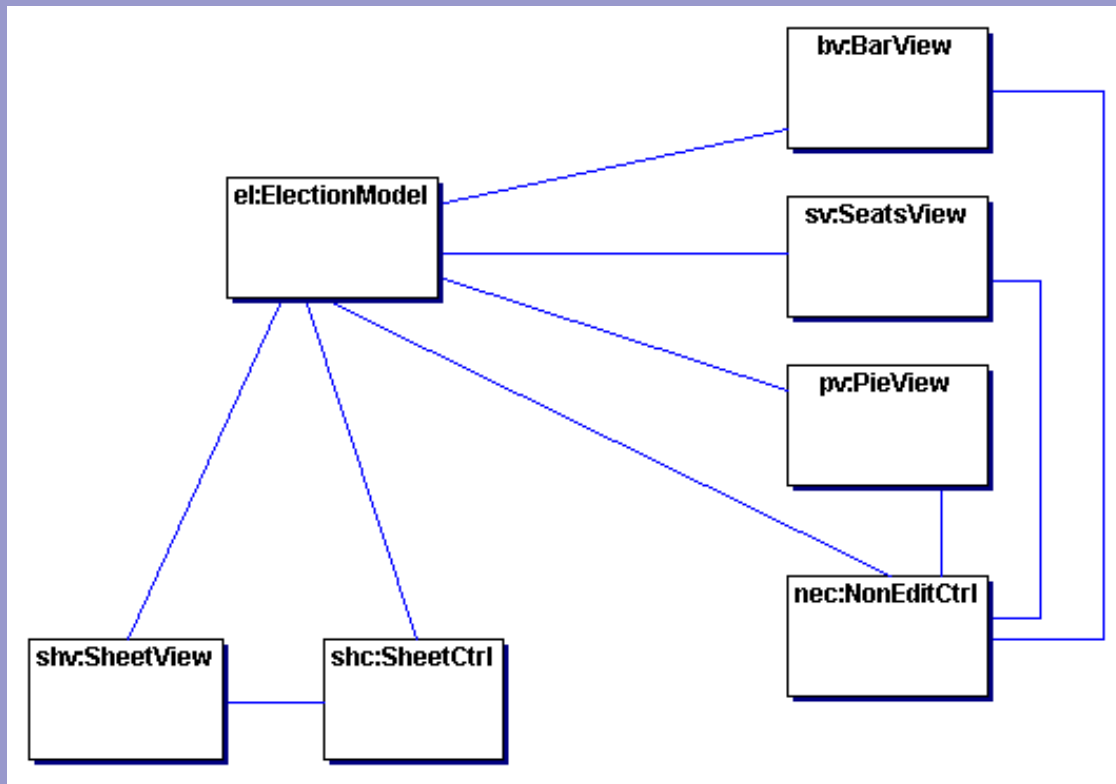 bv:BarView
el:ElectionModel
sv:SeatsView
pv:PieView
nec:NonEditCtrl
shv:SheetView
shc:SheetCtrl